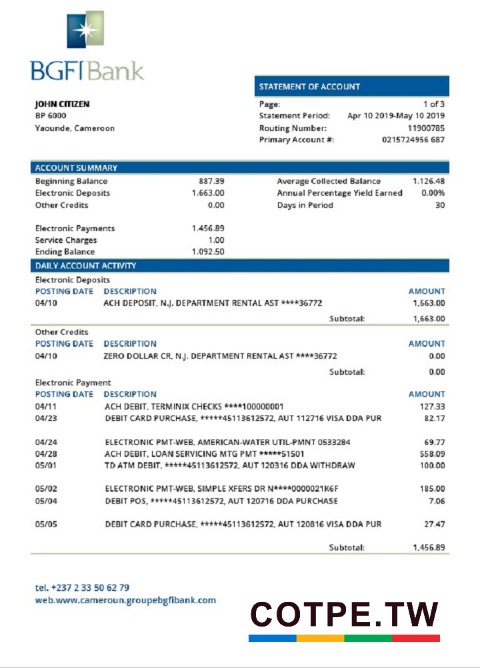 BGFIBank
STATEMENT OF ACCOUNT
JOHN CITIZEN
BP 6000
Yaounde, Cameroon
Page: 1 of 3
Statement Period: Apr 10 2019-May 10 2019
Routing Number: 11900785
Primary Account #: 0215724956 687
ACCOUNT SUMMARY
Beginning Balance 887.39 Average Collected Balance 1.126.48
Electronic Deposits 1.663.00 Annual Percentage Yield Earned 0.00%
Other Credits 0.00 Days in Period 30
Electronic Payments 1.456.89
Service Charges 1.00
Ending Balance 1.092.50
DAILY ACCOUNT ACTIVITY
Electronic Deposits
POSTING DATE DESCRIPTION AMOUNT
04/10 ACH DEPOSIT, N.J. DEPARTMENT RENTAL AST ****36772 1,663.00
Subtotal: 1,663.00
Other Credits
POSTING DATE DESCRIPTION AMOUNT
04/10 ZERO DOLLAR CR, N.J. DEPARTMENT RENTAL AST ****36772 0.00
Subtotal: 0.00
Electronic Payment
POSTING DATE DESCRIPTION AMOUNT
04/11 ACH DEBIT, TERMINIX CHECKS ****100000001 127.33
04/23 DEBIT CARD PURCHASE, *****45113612572, AUT 112716 VISA DDA PUR 82.17
04/24 ELECTRONIC PMT-WEB, AMERICAN-WATER UTIL-PMNT 0533284 69.77
04/28 ACH DEBIT, LOAN SERVICING MTG PMT *****51501 558.09
05/01 TD ATM DEBIT, *****45113612572, AUT 120316 DDA WITHDRAW 100.00
05/02 ELECTRONIC PMT-WEB, SIMPLE XFERS DR N****0000021K6F 185.00
05/04 DEBIT POS, *****45113612572, AUT 120716 DDA PURCHASE 7.06
05/05 DEBIT CARD PURCHASE, *****45113612572, AUT 120816 VISA DDA PUR 27.47
Subtotal: 1,456.89
tel. +237 2 33 50 62 79
web.www.cameroun.groupebgfibank.com
COTPE.TW